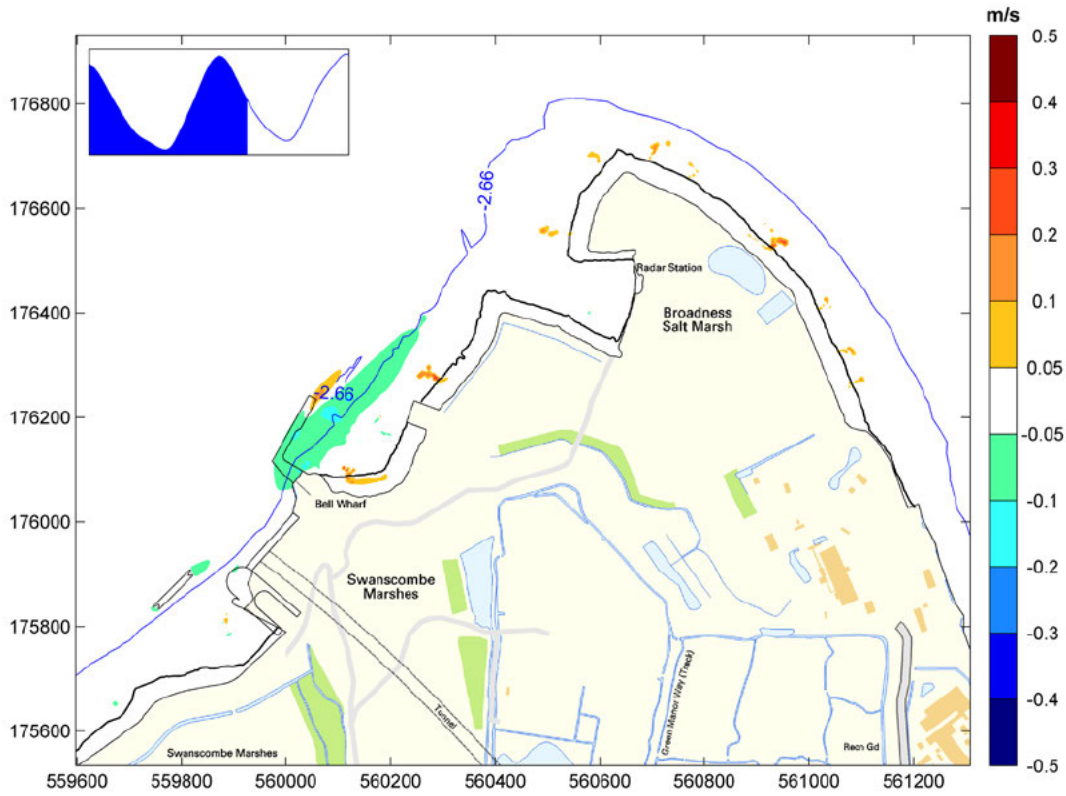 m/s
0.5
0.4
0.3
0.2
0.1
0.05
-0.05
-0.1
-0.2
-0.3
-0.4
-0.5
176800
176600
176400
176200
176000
175800
175600
-2.66
Radar Station
Broadness
Salt Marsh
-2.66
Bell Wharf
Swanscombe
Marshes
Tunnel
Green Manor Way (Track)
Swanscombe Marshes
Recn Gd
559600
559800
560000
560200
560400
560600
560800
561000
561200